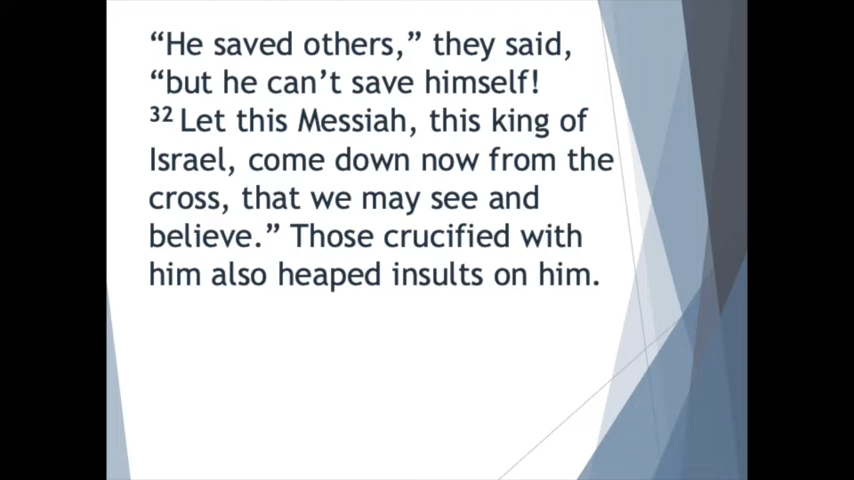 “He saved others,” they said,
“but he can’t save himself!
³² Let this Messiah, this king of
Israel, come down now from the
cross, that we may see and
believe.” Those crucified with
him also heaped insults on him.